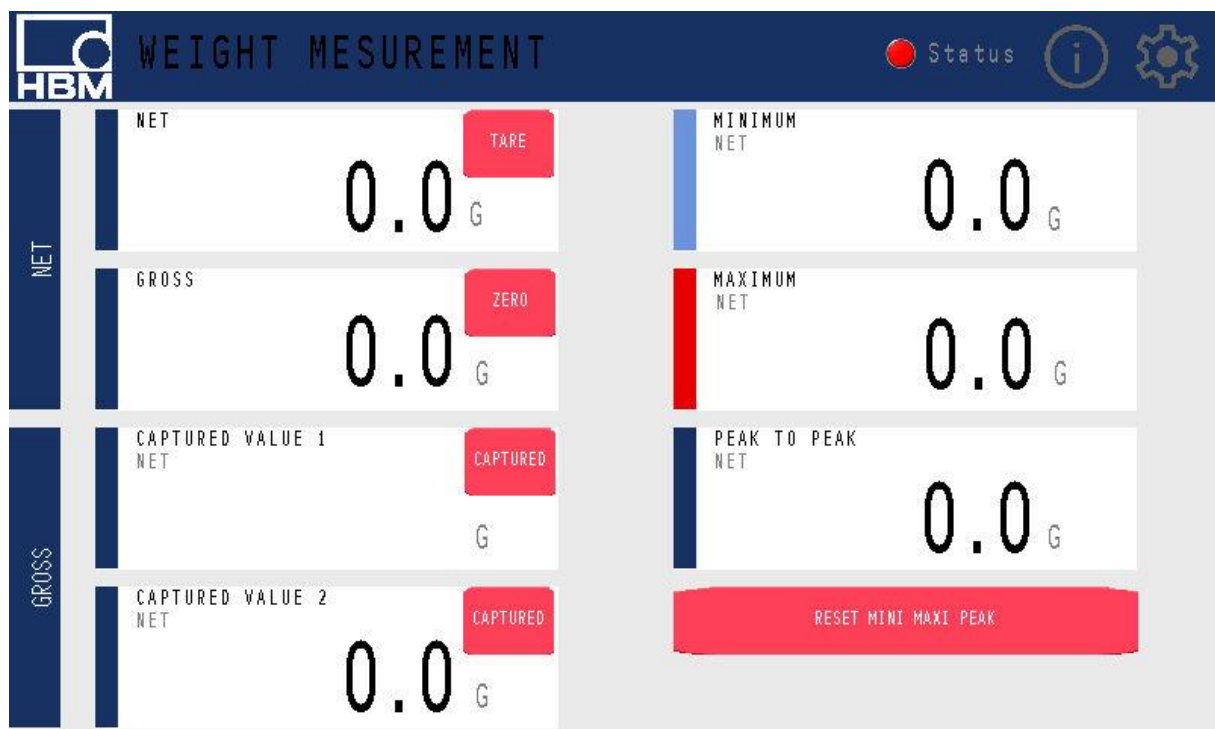 HBM
WEIGHT MESUREMENT
Status
i
NET
GROSS
NET
TARE
0.0 G
GROSS
ZERO
0.0 G
CAPTURED VALUE 1
NET
CAPTURED
G
CAPTURED VALUE 2
NET
CAPTURED
0.0 G
MINIMUM
NET
0.0 G
MAXIMUM
NET
0.0 G
PEAK TO PEAK
NET
0.0 G
RESET MINI MAXI PEAK